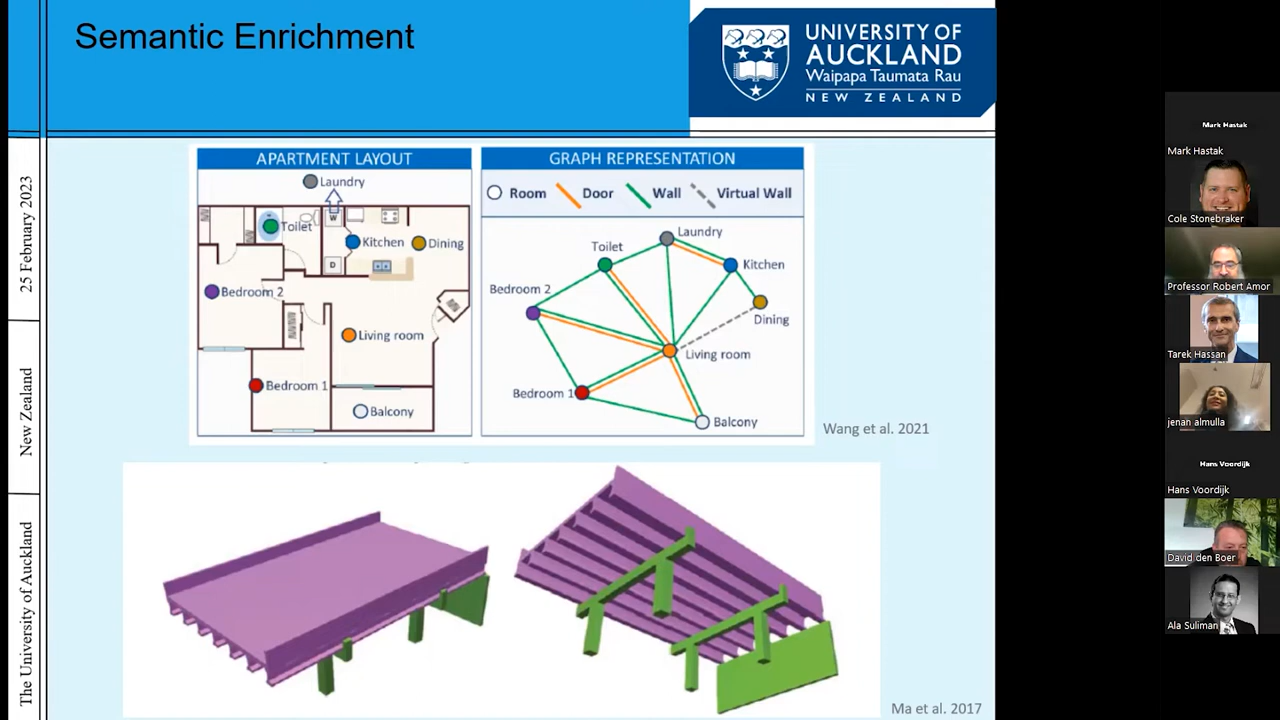 Semantic Enrichment
UNIVERSITY OF
AUCKLAND
Waipapa Taumata Rau
NEW ZEALAND
25 February 2023
New Zealand
The University of Auckland
APARTMENT LAYOUT
Laundry
Toilet
W
Kitchen
Dining
D
Bedroom 2
Living room
Bedroom 1
Balcony
GRAPH REPRESENTATION
Room
Door
Wall
Virtual Wall
Laundry
Toilet
Kitchen
Bedroom 2
Dining
Living room
Bedroom 1
Balcony
Wang et al. 2021
Ma et al. 2017
Mark Hastak
Mark Hastak
Cole Stonebraker
Professor Robert Amor
Tarek Hassan
jenan almulla
Hans Voordijk
Hans Voordijk
David den Boer
Ala Suliman